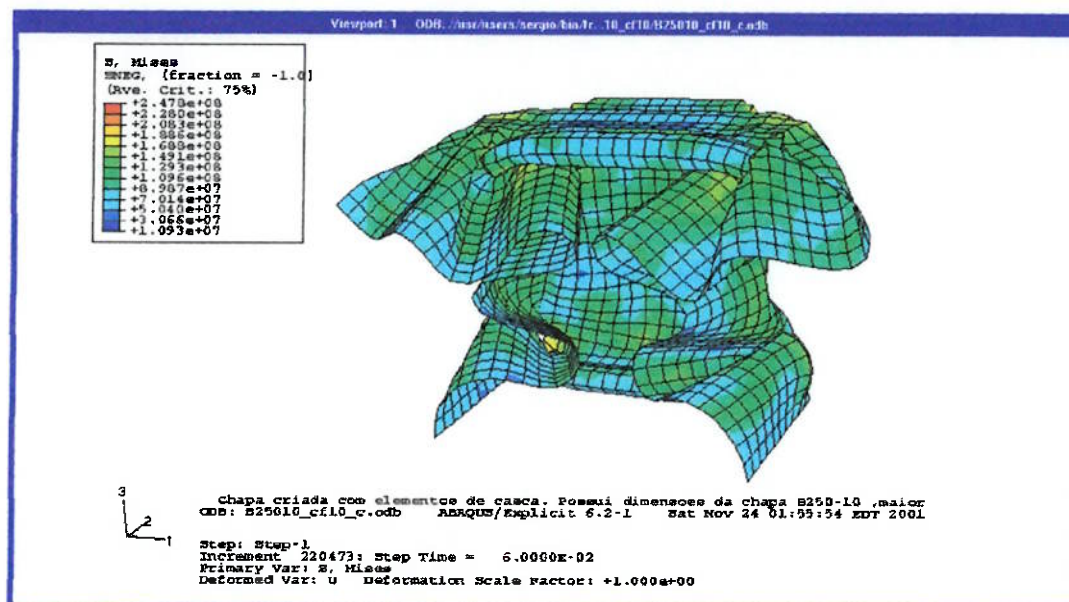 Viewport: 1 ODB: /usr/users/sergio/bin/fr..10_cf10/B25010_cf10_c.odb
S, Mises
SNEG, (fraction = -1.0)
(Ave. Crit.: 75%)
+2.478e+08
+2.280e+08
+2.083e+08
+1.886e+08
+1.688e+08
+1.491e+08
+1.293e+08
+1.096e+08
+8.987e+07
+7.014e+07
+5.040e+07
+3.066e+07
+1.093e+07
3
2
1
Chapa criada com elementos de casca. Possui dimensoes da chapa B250-10 ,maior
ODB: B25010_cf10_c.odb ABAQUS/Explicit 6.2-1 Sat Nov 24 01:55:54 EDT 2001
Step: Step-1
Increment 220473: Step Time = 6.0000E-02
Primary Var: S, Mises
Deformed Var: U Deformation Scale Factor: +1.000e+00